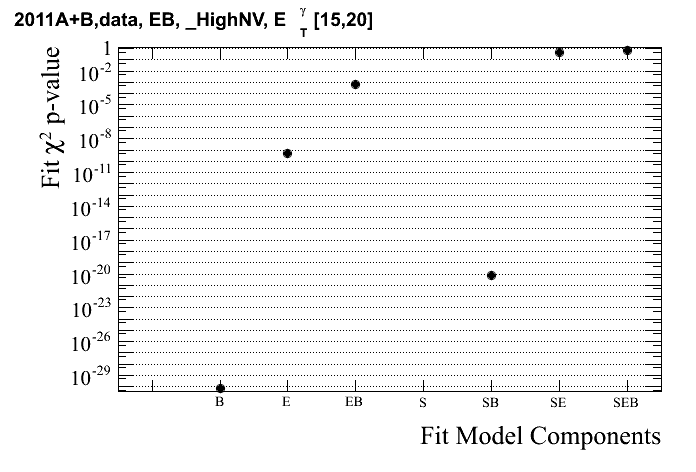 2011A+B,data, EB, _HighNV, E γ T [15,20]
Fit χ² p-value
1
10⁻²
10⁻⁵
10⁻⁸
10⁻¹¹
10⁻¹⁴
10⁻¹⁷
10⁻²⁰
10⁻²³
10⁻²⁶
10⁻²⁹
B E EB S SB SE SEB
Fit Model Components